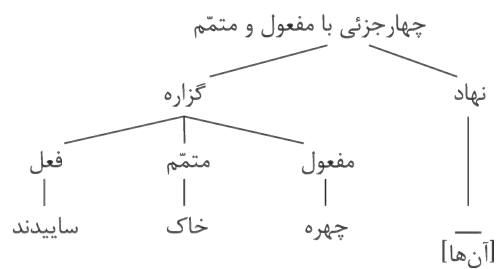 چهارجزئی با مفعول و متمّم
نهاد
گزاره
مفعول
متمّم
فعل
چهره
خاک
ساییدند
[آن‌ها]